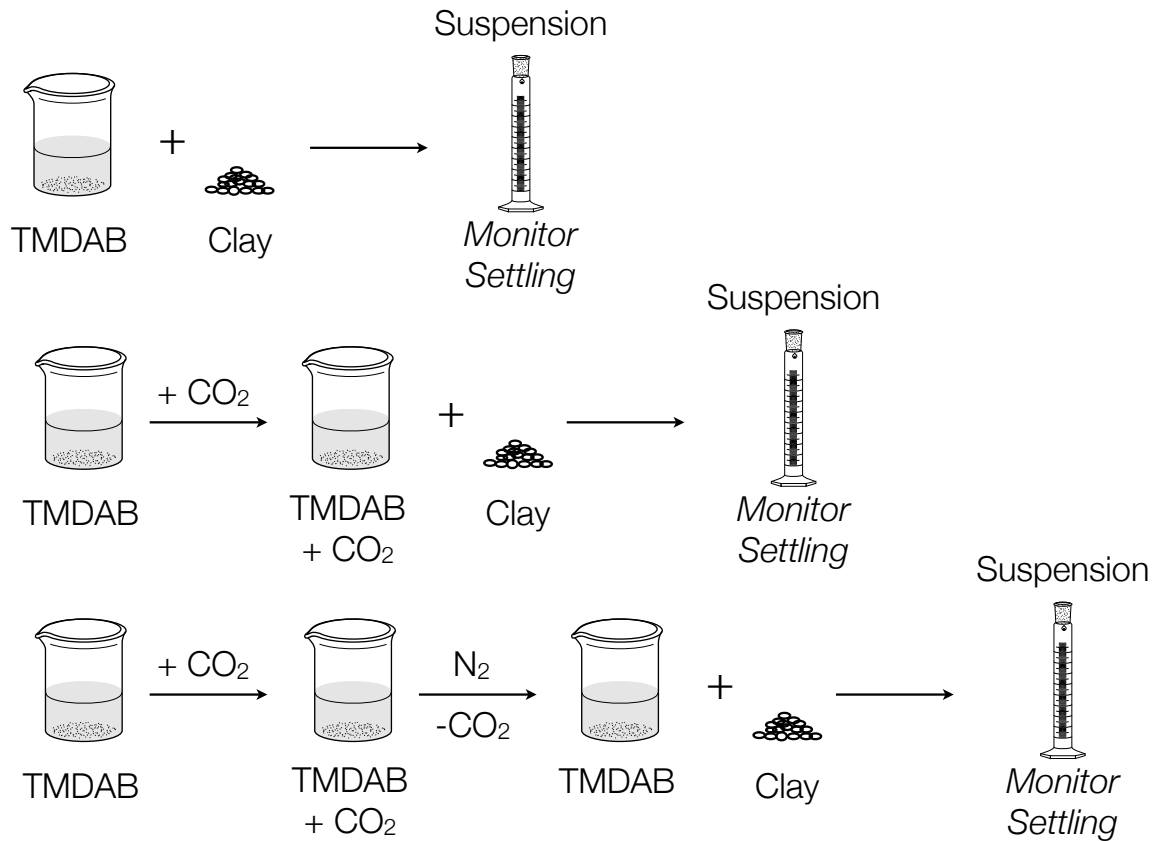 Suspension
+
TMDAB
Clay
Monitor
Settling
Suspension
+ CO₂
+
TMDAB
TMDAB
+ CO₂
Clay
Monitor
Settling
Suspension
+ CO₂
N₂
-CO₂
+
TMDAB
TMDAB
+ CO₂
TMDAB
Clay
Monitor
Settling